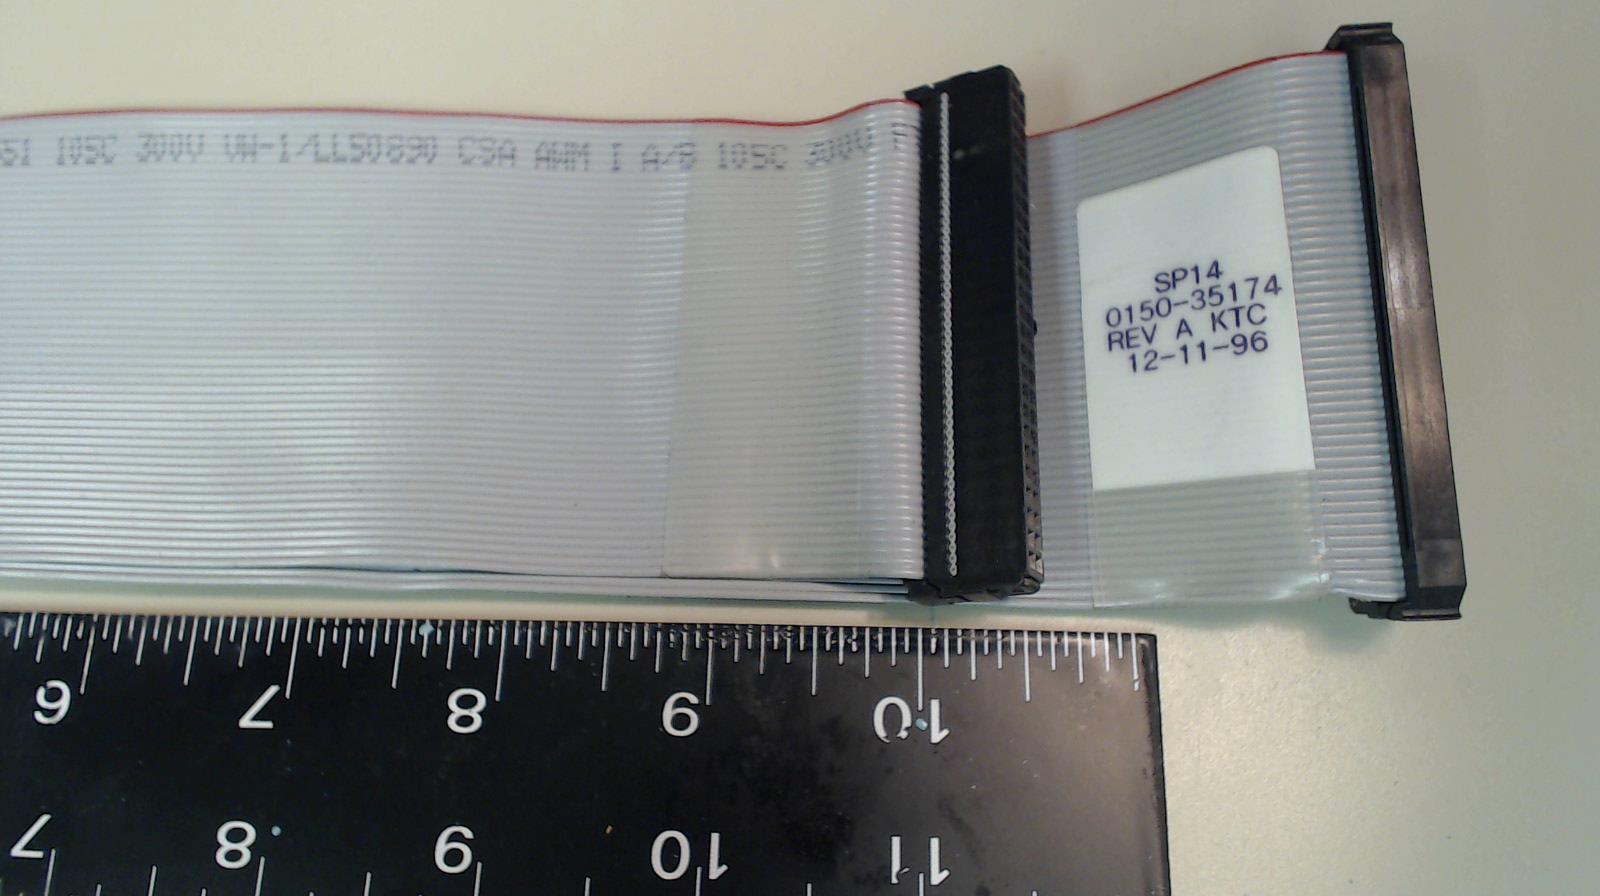 51 105C 300V VW-1/LL50890 CSA AWM I A/B 105C 300V
SP14
0150-35174
REV A KTC
12-11-96
6 7 8 9 10
7 8 9 10 11